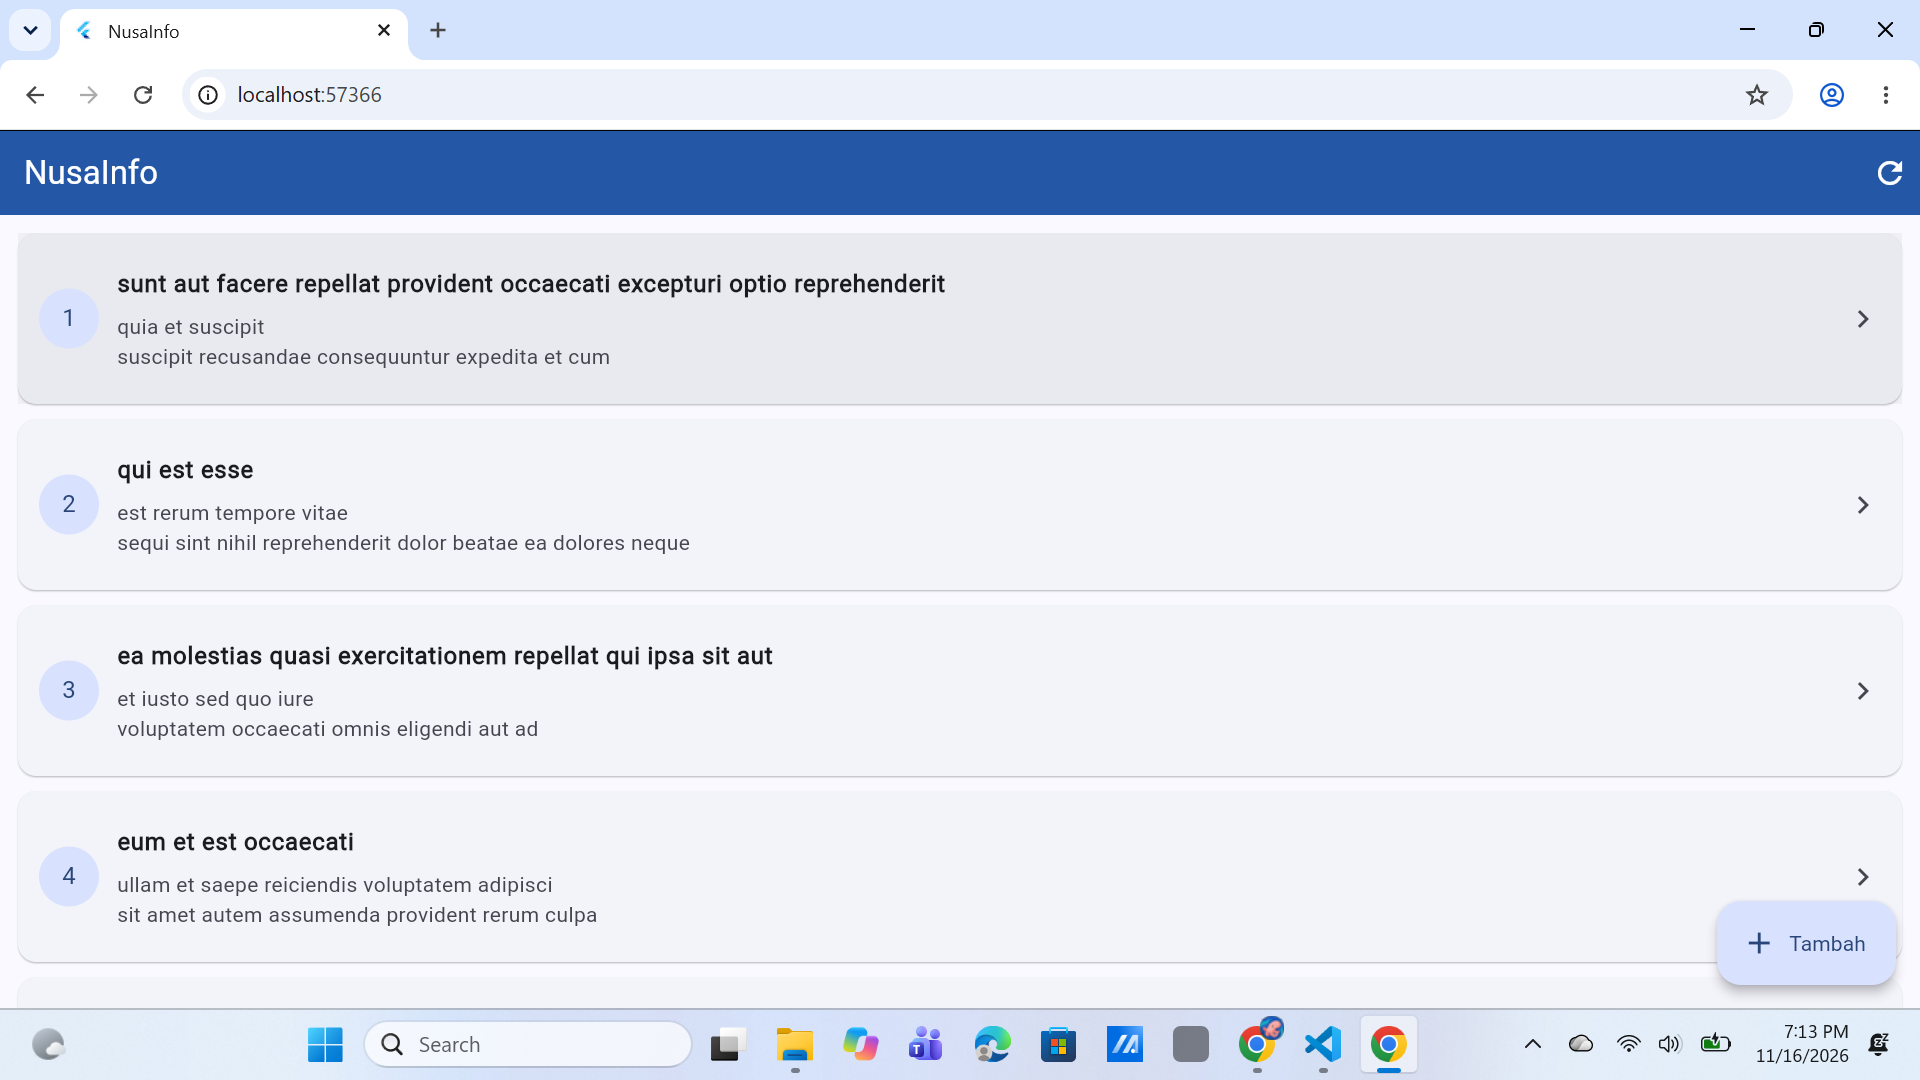 NusaInfo
localhost:57366
NusaInfo
1
sunt aut facere repellat provident occaecati excepturi optio reprehenderit
quia et suscipit
suscipit recusandae consequuntur expedita et cum
2
qui est esse
est rerum tempore vitae
sequi sint nihil reprehenderit dolor beatae ea dolores neque
3
ea molestias quasi exercitationem repellat qui ipsa sit aut
et iusto sed quo iure
voluptatem occaecati omnis eligendi aut ad
4
eum et est occaecati
ullam et saepe reiciendis voluptatem adipisci
sit amet autem assumenda provident rerum culpa
Tambah
Search
7:13 PM
11/16/2026